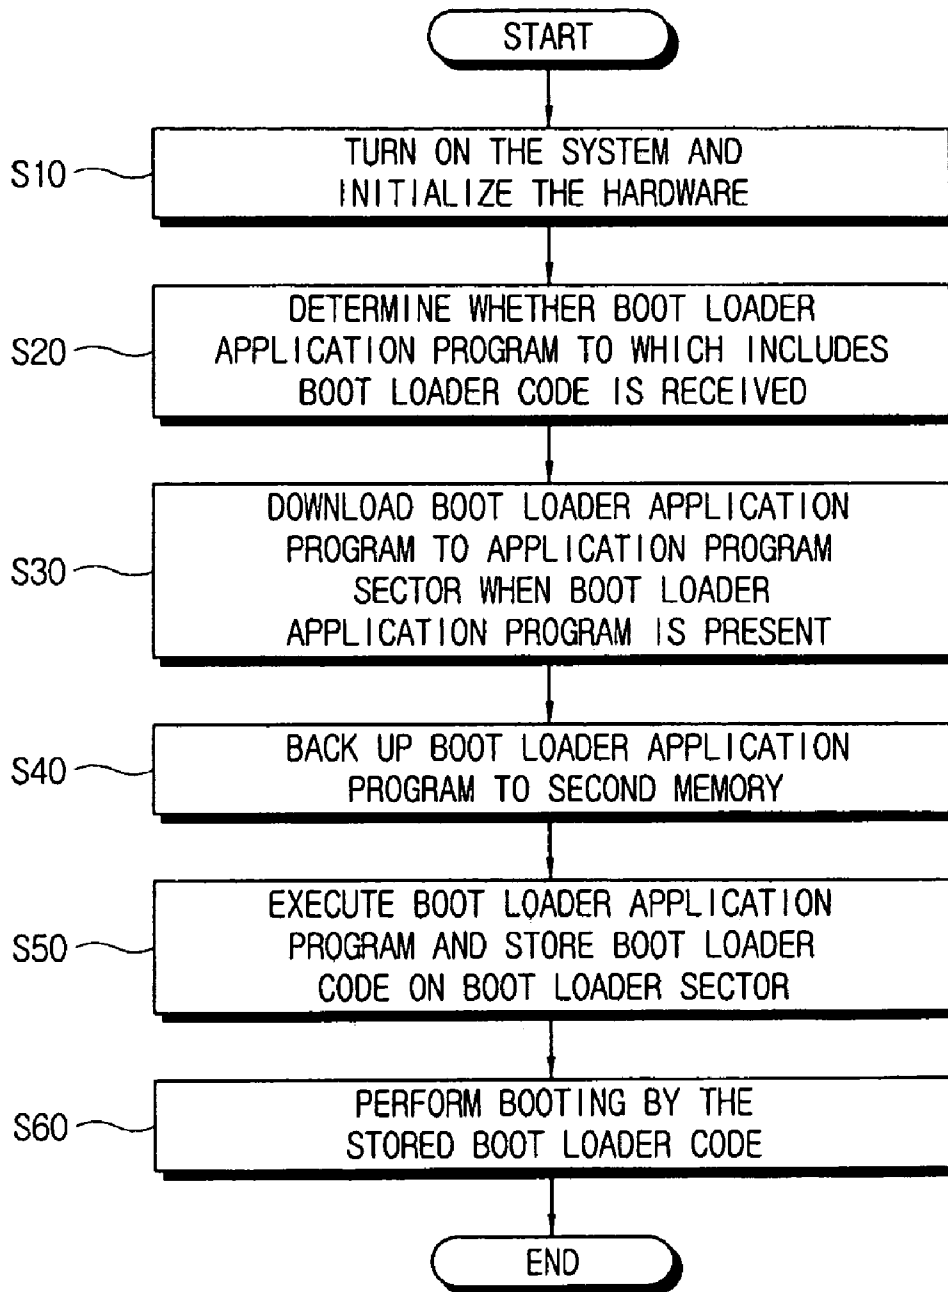 START
S10
TURN ON THE SYSTEM AND
INITIALIZE THE HARDWARE
S20
DETERMINE WHETHER BOOT LOADER
APPLICATION PROGRAM TO WHICH INCLUDES
BOOT LOADER CODE IS RECEIVED
S30
DOWNLOAD BOOT LOADER APPLICATION
PROGRAM TO APPLICATION PROGRAM
SECTOR WHEN BOOT LOADER
APPLICATION PROGRAM IS PRESENT
S40
BACK UP BOOT LOADER APPLICATION
PROGRAM TO SECOND MEMORY
S50
EXECUTE BOOT LOADER APPLICATION
PROGRAM AND STORE BOOT LOADER
CODE ON BOOT LOADER SECTOR
S60
PERFORM BOOTING BY THE
STORED BOOT LOADER CODE
END